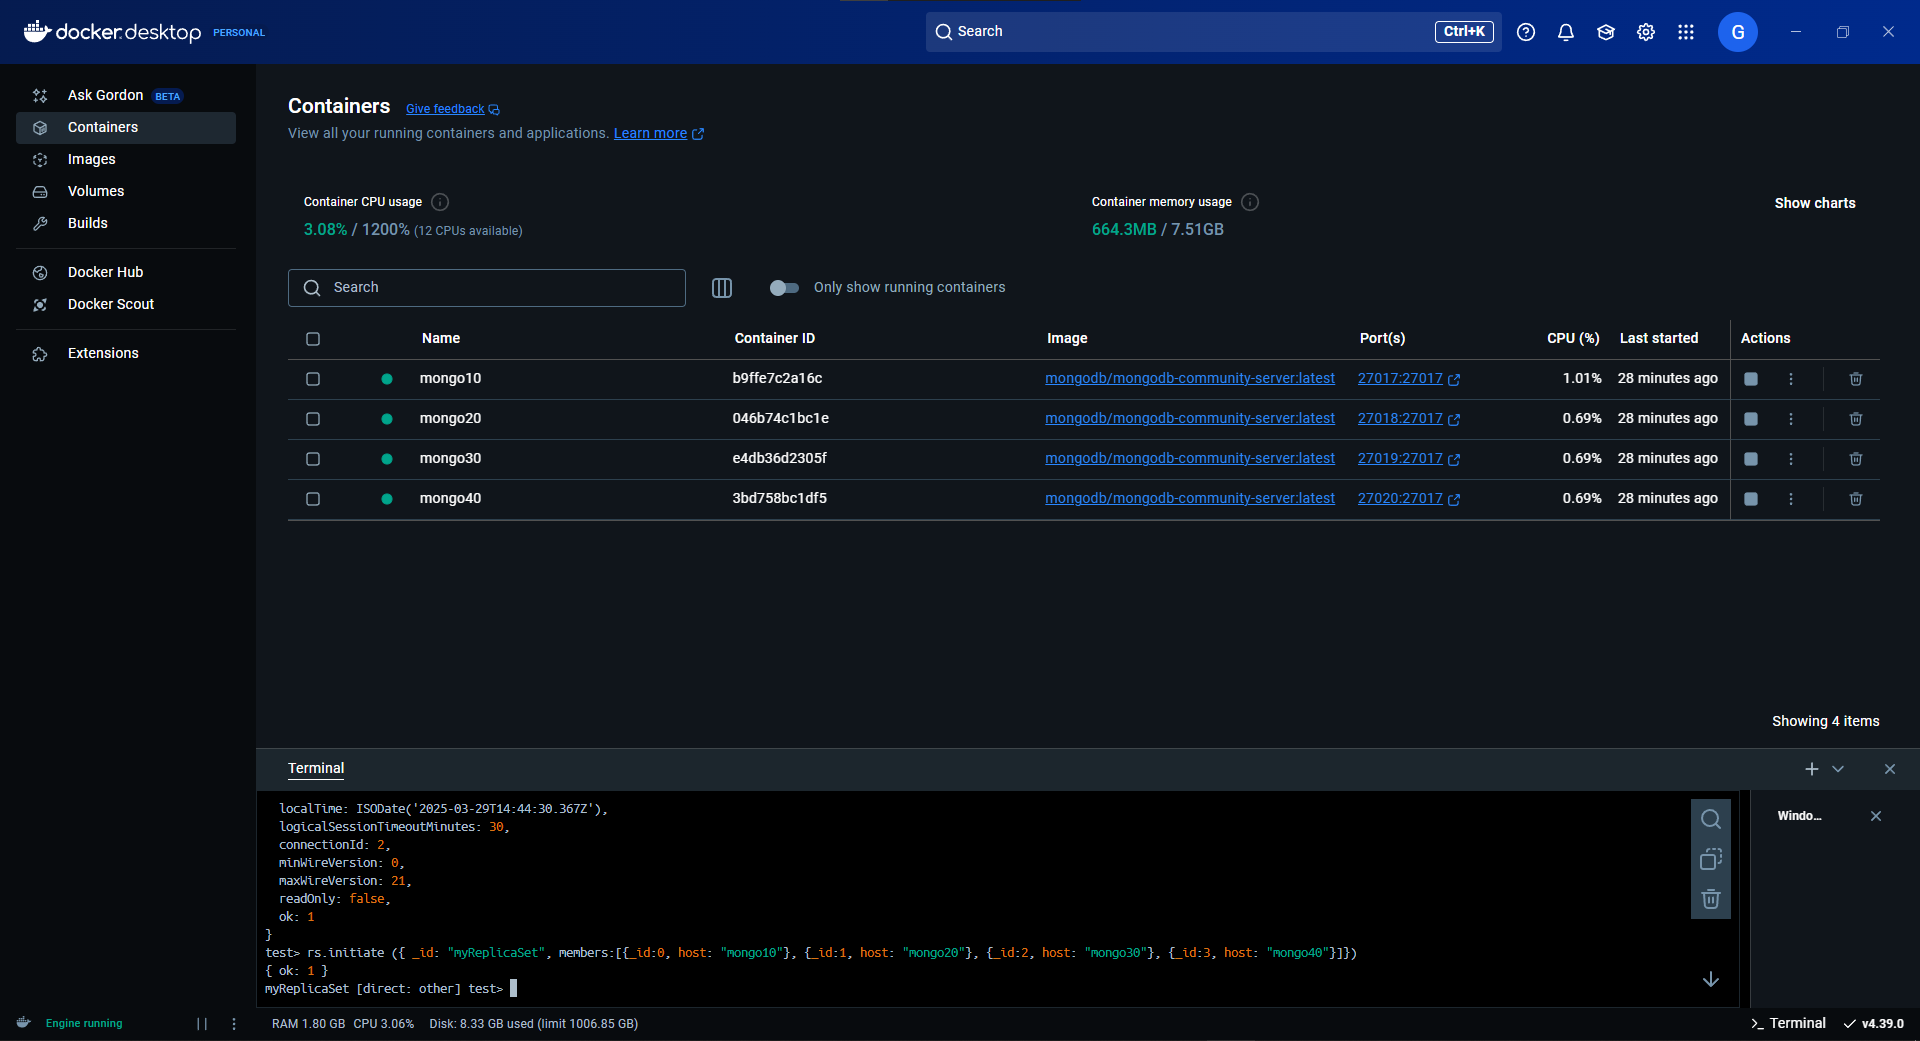 docker.desktop PERSONAL
Search Ctrl+K
G
Ask Gordon BETA
Containers
Images
Volumes
Builds
Docker Hub
Docker Scout
Extensions
Containers Give feedback
View all your running containers and applications. Learn more
Container CPU usage
3.08% / 1200% (12 CPUs available)
Container memory usage
664.3MB / 7.51GB
Show charts
Search
Only show running containers
Name Container ID Image Port(s) CPU (%) Last started Actions
mongo10 b9ffe7c2a16c mongodb/mongodb-community-server:latest 27017:27017 1.01% 28 minutes ago
mongo20 046b74c1bc1e mongodb/mongodb-community-server:latest 27018:27017 0.69% 28 minutes ago
mongo30 e4db36d2305f mongodb/mongodb-community-server:latest 27019:27017 0.69% 28 minutes ago
mongo40 3bd758bc1df5 mongodb/mongodb-community-server:latest 27020:27017 0.69% 28 minutes ago
Showing 4 items
Terminal
localTime: ISODate('2025-03-29T14:44:30.367Z'),
logicalSessionTimeoutMinutes: 30,
connectionId: 2,
minWireVersion: 0,
maxWireVersion: 21,
readOnly: false,
ok: 1
}
test> rs.initiate ({ _id: "myReplicaSet", members:[{_id:0, host: "mongo10"}, {_id:1, host: "mongo20"}, {_id:2, host: "mongo30"}, {_id:3, host: "mongo40"}]})
{ ok: 1 }
myReplicaSet [direct: other] test>
Windo...
Engine running
RAM 1.80 GB CPU 3.06% Disk: 8.33 GB used (limit 1006.85 GB)
Terminal
v4.39.0